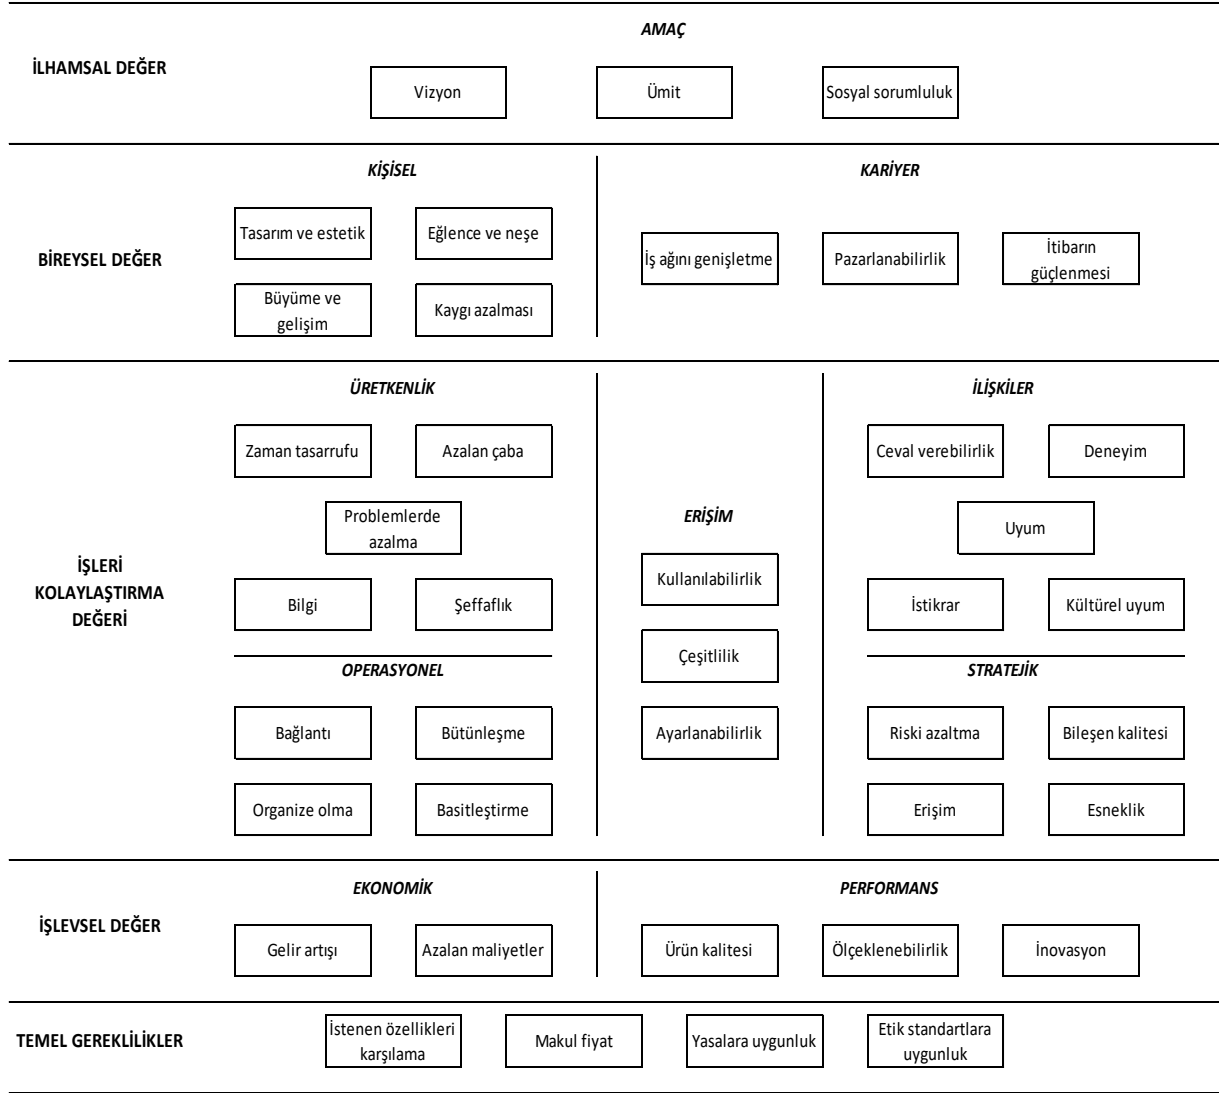 AMAÇ
İLHAMSAL DEĞER
Vizyon
Ümit
Sosyal sorumluluk
KİŞİSEL
KARİYER
BİREYSEL DEĞER
Tasarım ve estetik
Eğlence ve neşe
Büyüme ve
gelişim
Kaygı azalması
İş ağını genişletme
Pazarlanabilirlik
İtibarın
güçlenmesi
İŞLERİ
KOLAYLAŞTIRMA
DEĞERİ
ÜRETKENLİK
Zaman tasarrufu
Azalan çaba
Problemlerde
azalma
Bilgi
Şeffaflık
OPERASYONEL
Bağlantı
Bütünleşme
Organize olma
Basitleştirme
ERİŞİM
Kullanılabilirlik
Çeşitlilik
Ayarlanabilirlik
İLİŞKİLER
Ceval verebilirlik
Deneyim
Uyum
İstikrar
Kültürel uyum
STRATEJİK
Riski azaltma
Bileşen kalitesi
Erişim
Esneklik
İŞLEVSEL DEĞER
EKONOMİK
Gelir artışı
Azalan maliyetler
PERFORMANS
Ürün kalitesi
Ölçeklenebilirlik
İnovasyon
TEMEL GEREKLİLİKLER
İstenen özellikleri
karşılama
Makul fiyat
Yasalara uygunluk
Etik standartlara
uygunluk